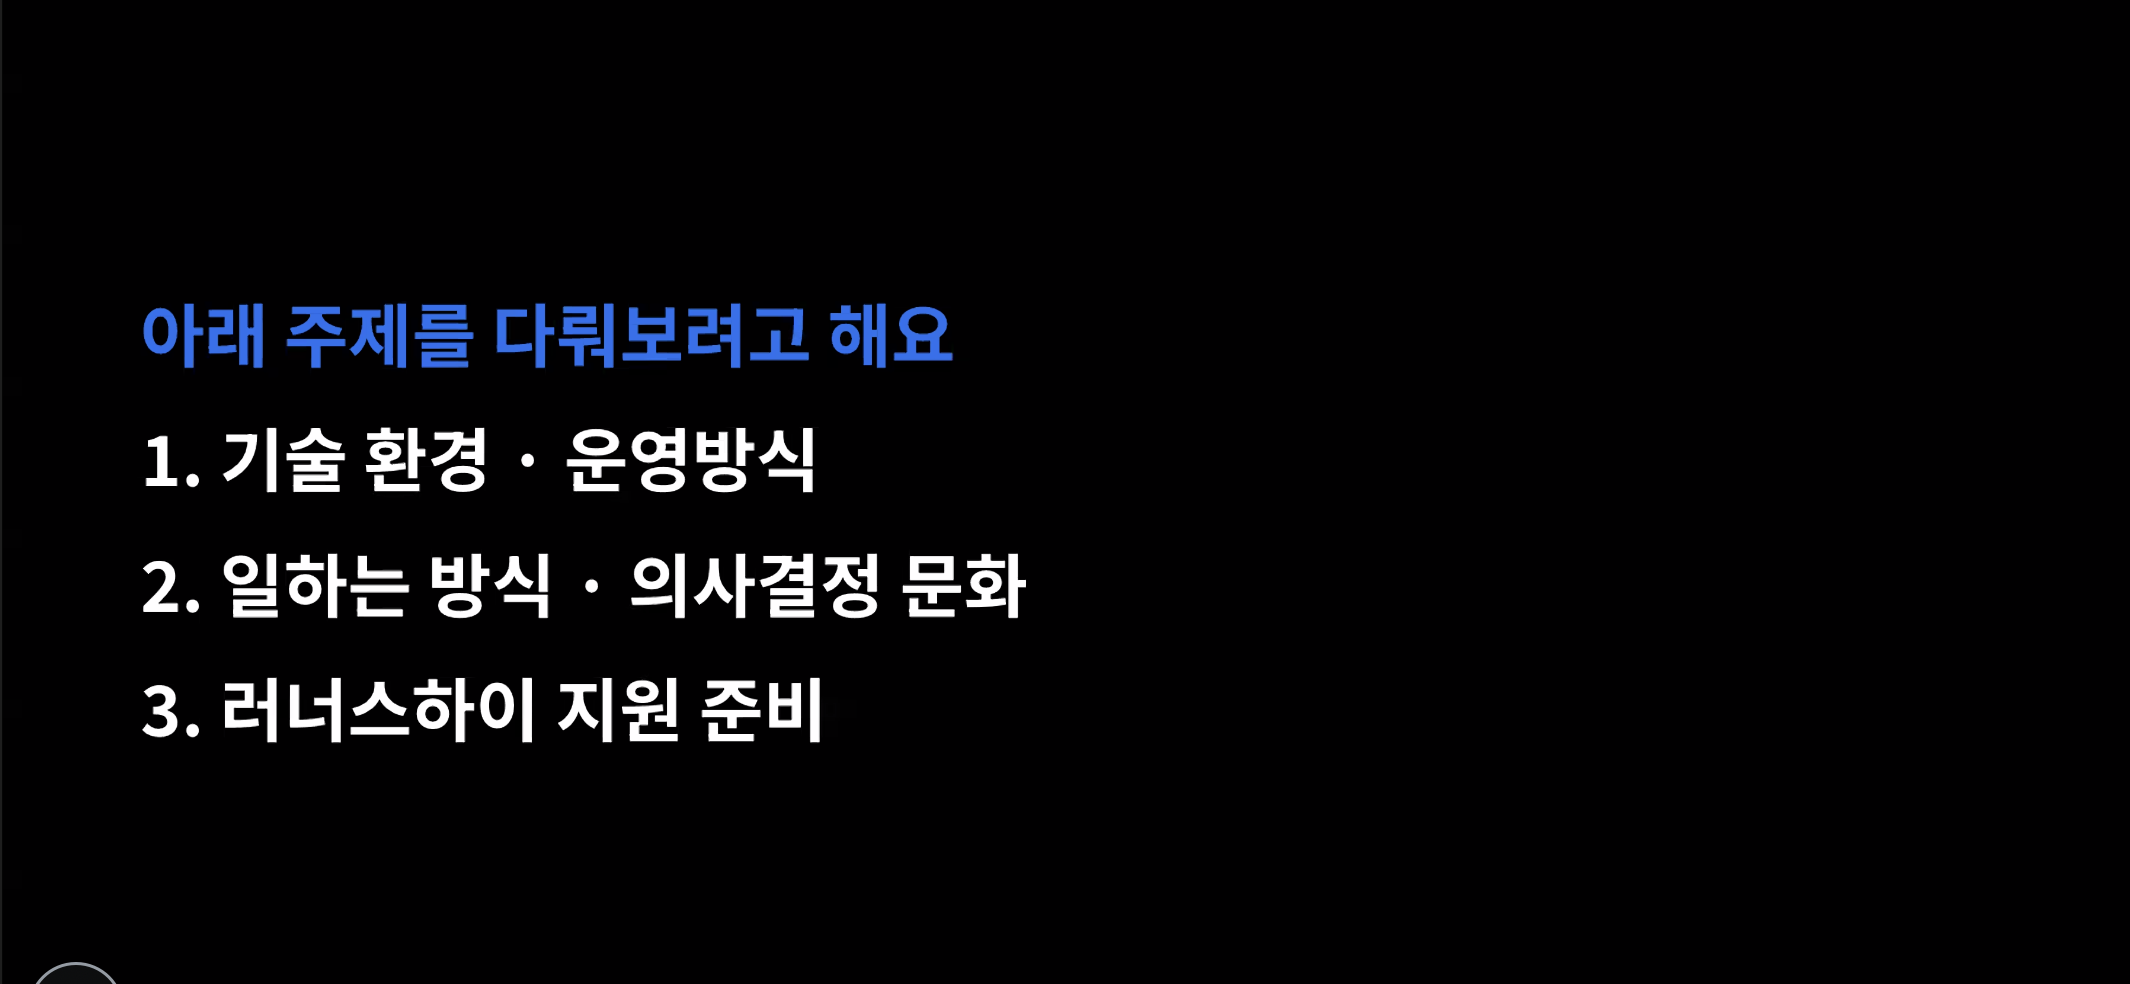 아래 주제를 다뤄보려고 해요
1. 기술 환경 · 운영방식
2. 일하는 방식 · 의사결정 문화
3. 러너스하이 지원 준비